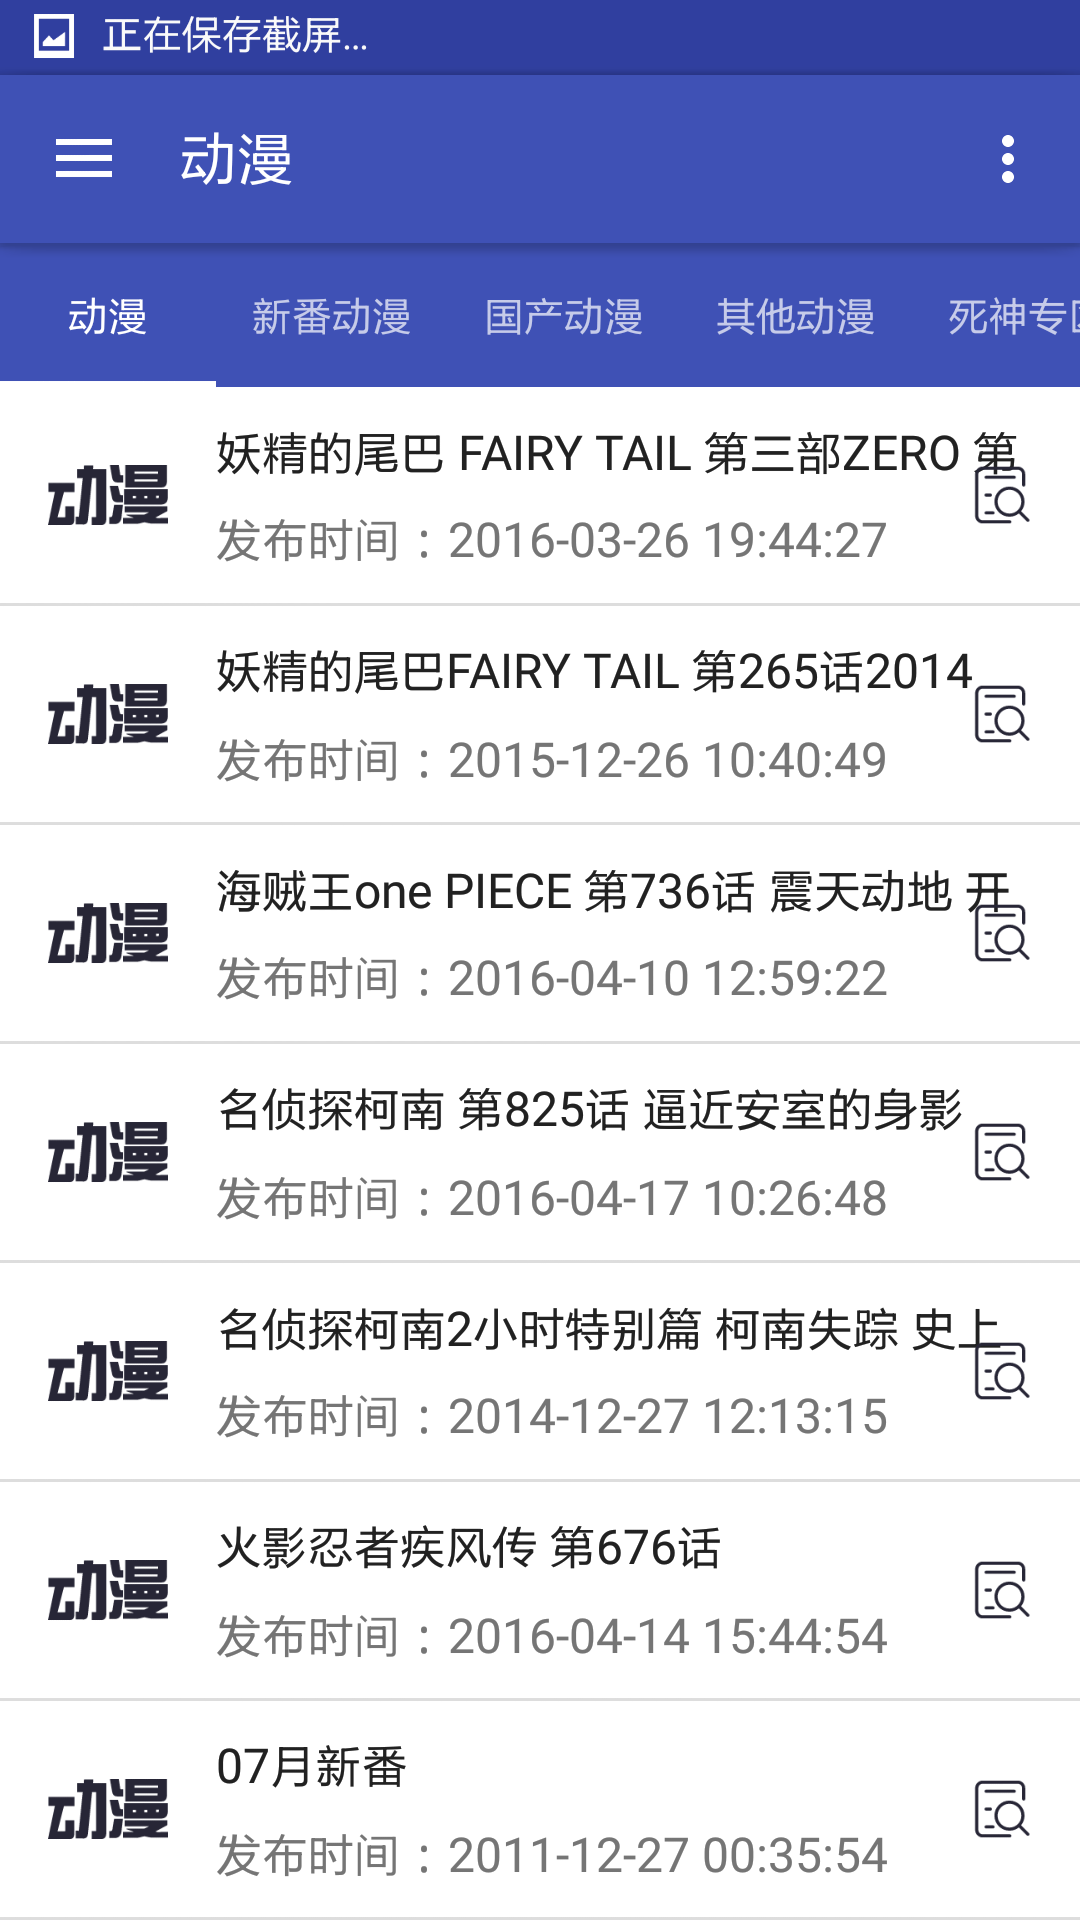 正在保存截屏...
动漫
动漫 新番动漫 国产动漫 其他动漫 死神专区
动漫
妖精的尾巴 FAIRY TAIL 第三部ZERO 第
发布时间：2016-03-26 19:44:27
动漫
妖精的尾巴FAIRY TAIL 第265话2014
发布时间：2015-12-26 10:40:49
动漫
海贼王one PIECE 第736话 震天动地 开
发布时间：2016-04-10 12:59:22
动漫
名侦探柯南 第825话 逼近安室的身影
发布时间：2016-04-17 10:26:48
动漫
名侦探柯南2小时特别篇 柯南失踪 史上
发布时间：2014-12-27 12:13:15
动漫
火影忍者疾风传 第676话
发布时间：2016-04-14 15:44:54
动漫
07月新番
发布时间：2011-12-27 00:35:54